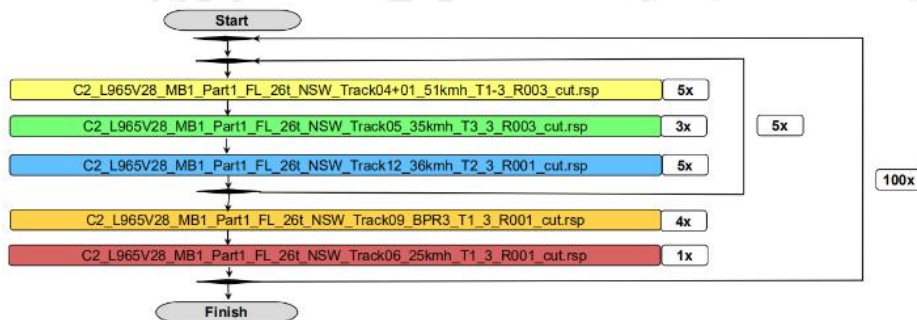 Start
C2_L965V28_MB1_Part1_FL_26t_NSW_Track04+01_51kmh_T1-3_R003_cut.rsp 5x
C2_L965V28_MB1_Part1_FL_26t_NSW_Track05_35kmh_T3_3_R003_cut.rsp 3x
5x
C2_L965V28_MB1_Part1_FL_26t_NSW_Track12_36kmh_T2_3_R001_cut.rsp 5x
100x
C2_L965V28_MB1_Part1_FL_26t_NSW_Track09_BPR3_T1_3_R001_cut.rsp 4x
C2_L965V28_MB1_Part1_FL_26t_NSW_Track06_25kmh_T1_3_R001_cut.rsp 1x
Finish